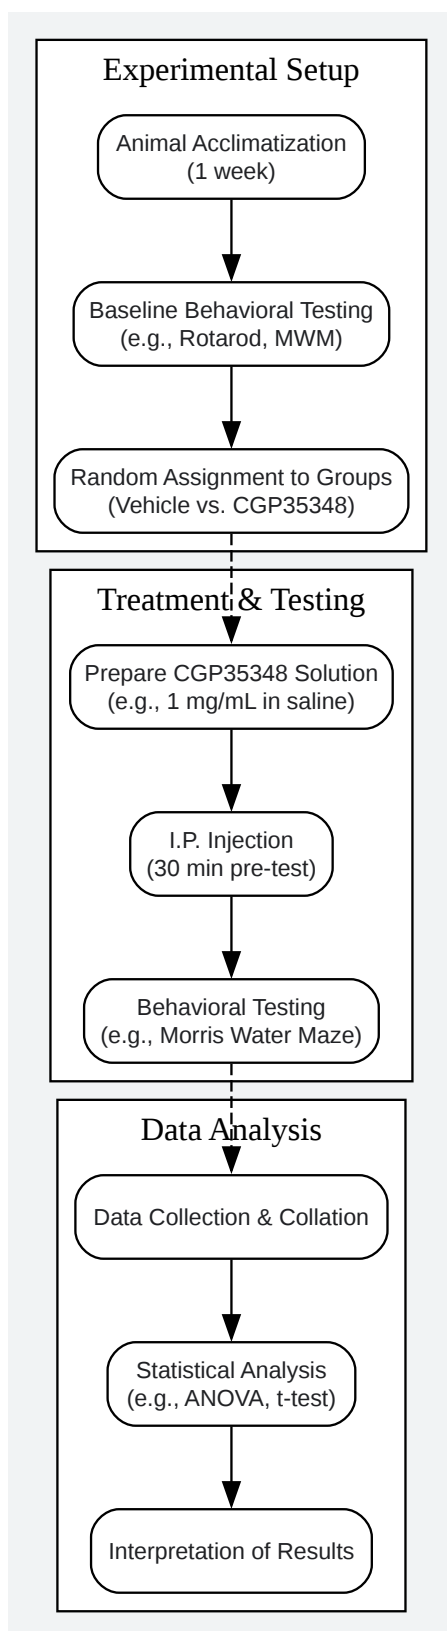 Experimental Setup
Animal Acclimatization
(1 week)
Baseline Behavioral Testing
(e.g., Rotarod, MWM)
Random Assignment to Groups
(Vehicle vs. CGP35348)
Treatment & Testing
Prepare CGP35348 Solution
(e.g., 1 mg/mL in saline)
I.P. Injection
(30 min pre-test)
Behavioral Testing
(e.g., Morris Water Maze)
Data Analysis
Data Collection & Collation
Statistical Analysis
(e.g., ANOVA, t-test)
Interpretation of Results